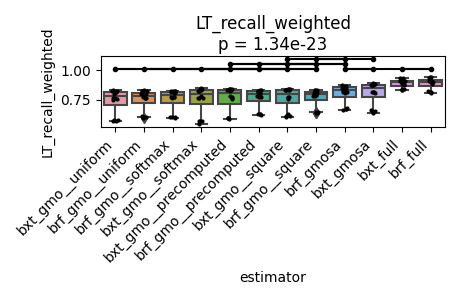 LT_recall_weighted
p = 1.34e-23
LT_recall_weighted
1.00
0.75
bxt_gmo__uniform
brf_gmo__uniform
brf_gmo__softmax
bxt_gmo__softmax
bxt_gmo__precomputed
brf_gmo__precomputed
bxt_gmo__square
brf_gmo__square
brf_gmosa
bxt_gmosa
bxt_full
brf_full
estimator